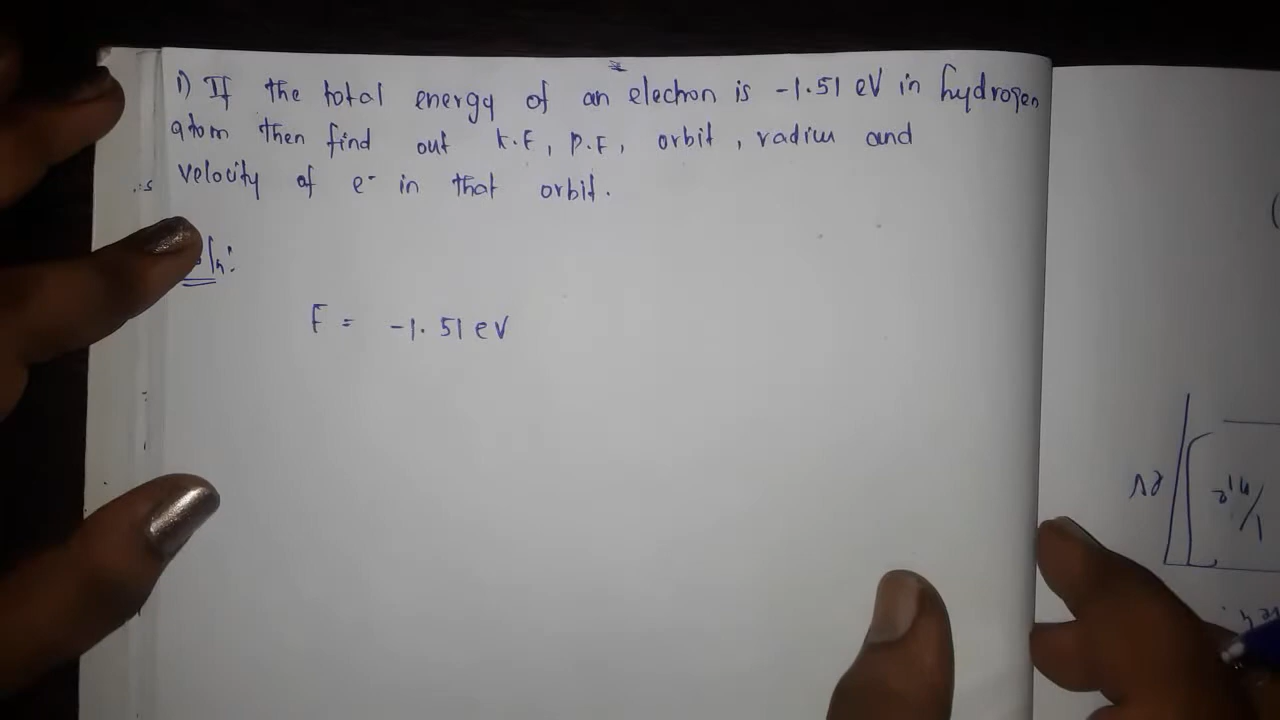 1) If the total energy of an electron is -1.51 eV in hydrogen
atom then find out K.E, P.E, orbit, radius and
velocity of e⁻ in that orbit.
E = -1.51 eV